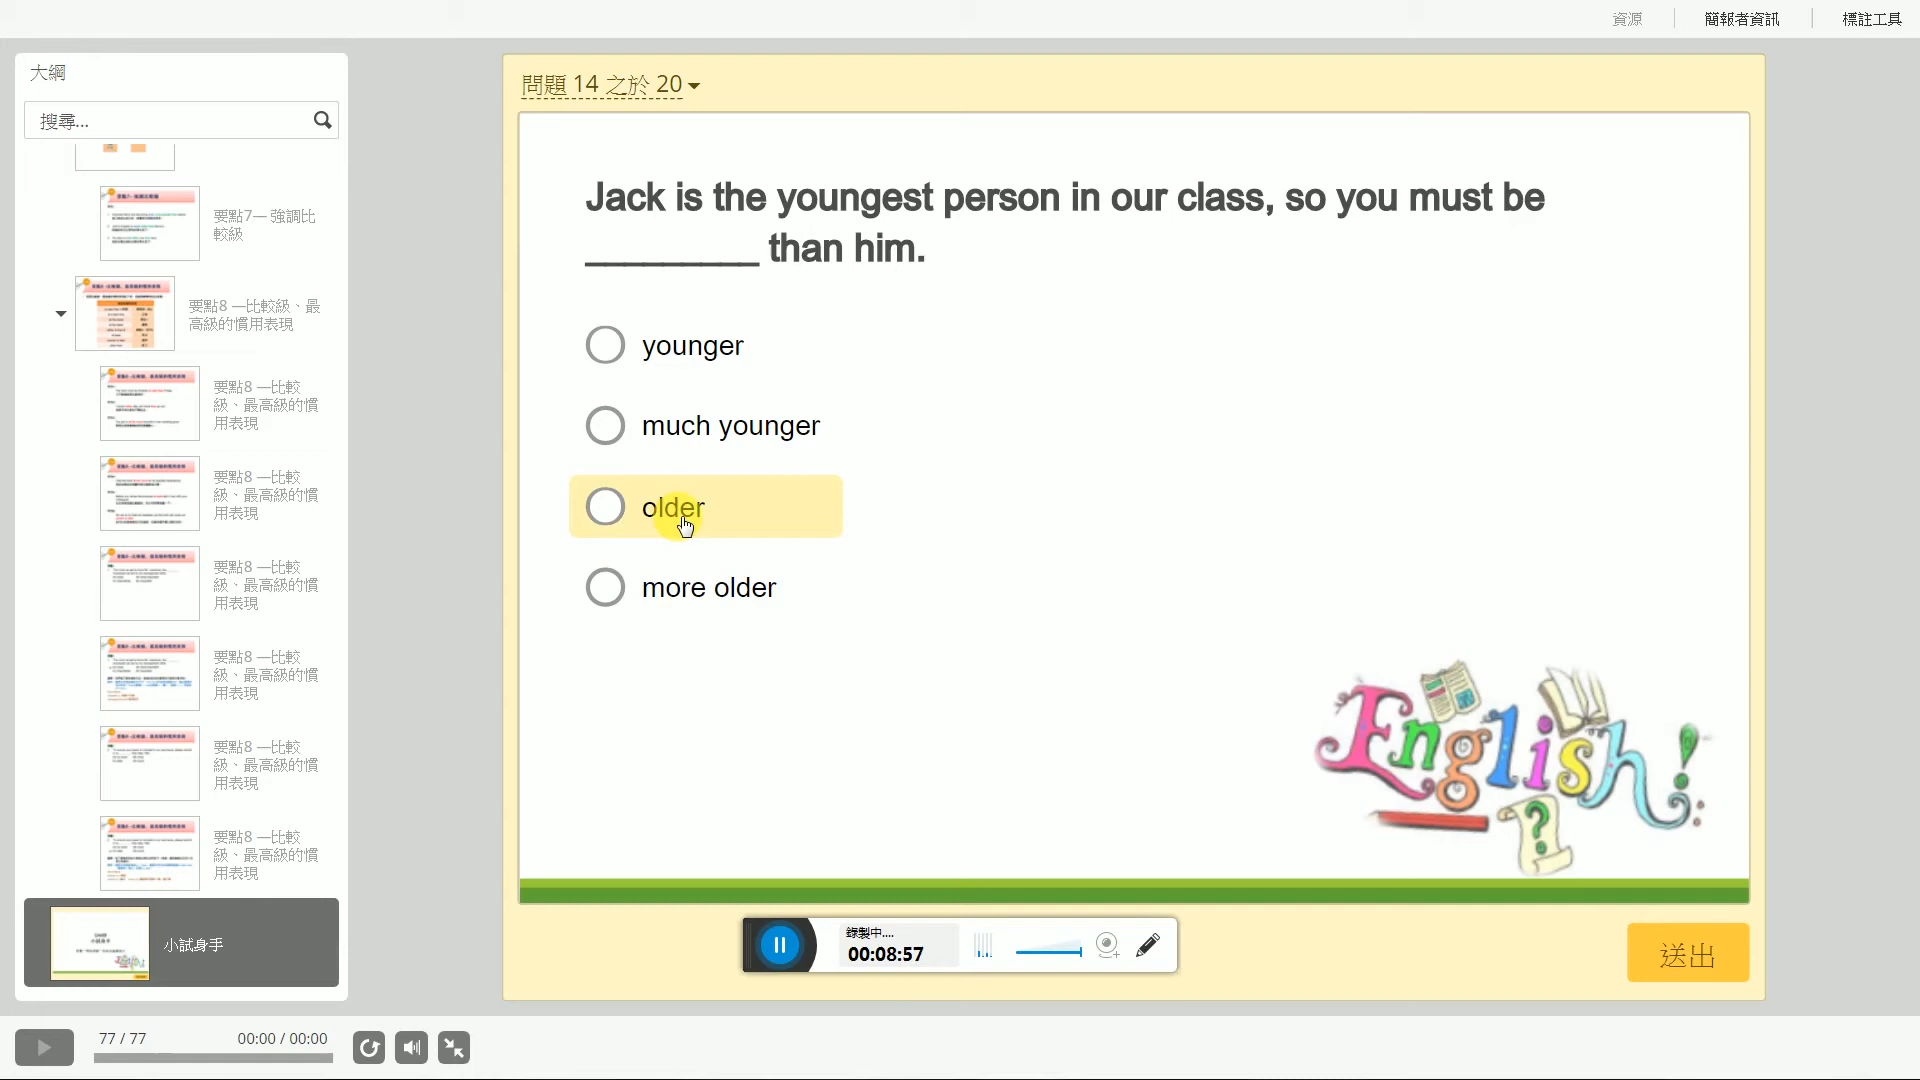 資源
簡報者資訊
標註工具
大綱
搜尋...
要點7— 強調比
較級
要點8 —比較級、最
高級的慣用表現
要點8 —比較
級、最高級的慣
用表現
要點8 —比較
級、最高級的慣
用表現
要點8 —比較
級、最高級的慣
用表現
要點8 —比較
級、最高級的慣
用表現
要點8 —比較
級、最高級的慣
用表現
要點8 —比較
級、最高級的慣
用表現
小試身手
小試身手
問題 14 之於 20
Jack is the youngest person in our class, so you must be
_________ than him.
younger
much younger
older
more older
English!
?
錄製中....
00:08:57
送出
77 / 77
00:00 / 00:00